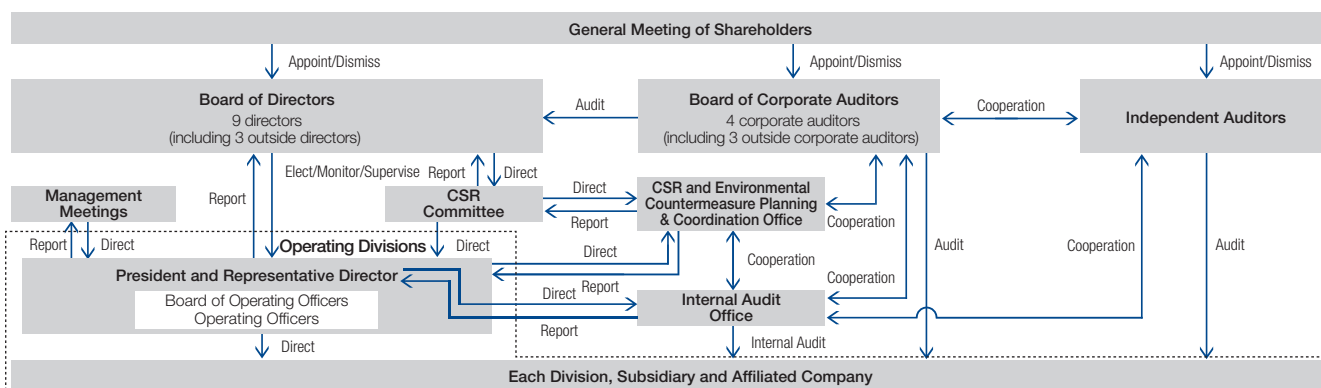 General Meeting of Shareholders
Appoint/Dismiss
Appoint/Dismiss
Appoint/Dismiss
Board of Directors
9 directors
(including 3 outside directors)
Audit
Board of Corporate Auditors
4 corporate auditors
(including 3 outside corporate auditors)
Cooperation
Independent Auditors
Elect/Monitor/Supervise
Report
Direct
Report
Management
Meetings
CSR
Committee
Direct
Report
CSR and Environmental
Countermeasure Planning
& Coordination Office
Cooperation
Report
Direct
Operating Divisions
Direct
Direct
Report
Cooperation
Audit
Cooperation
Audit
President and Representative Director
Board of Operating Officers
Operating Officers
Direct
Report
Internal Audit
Office
Cooperation
Direct
Internal Audit
Each Division, Subsidiary and Affiliated Company